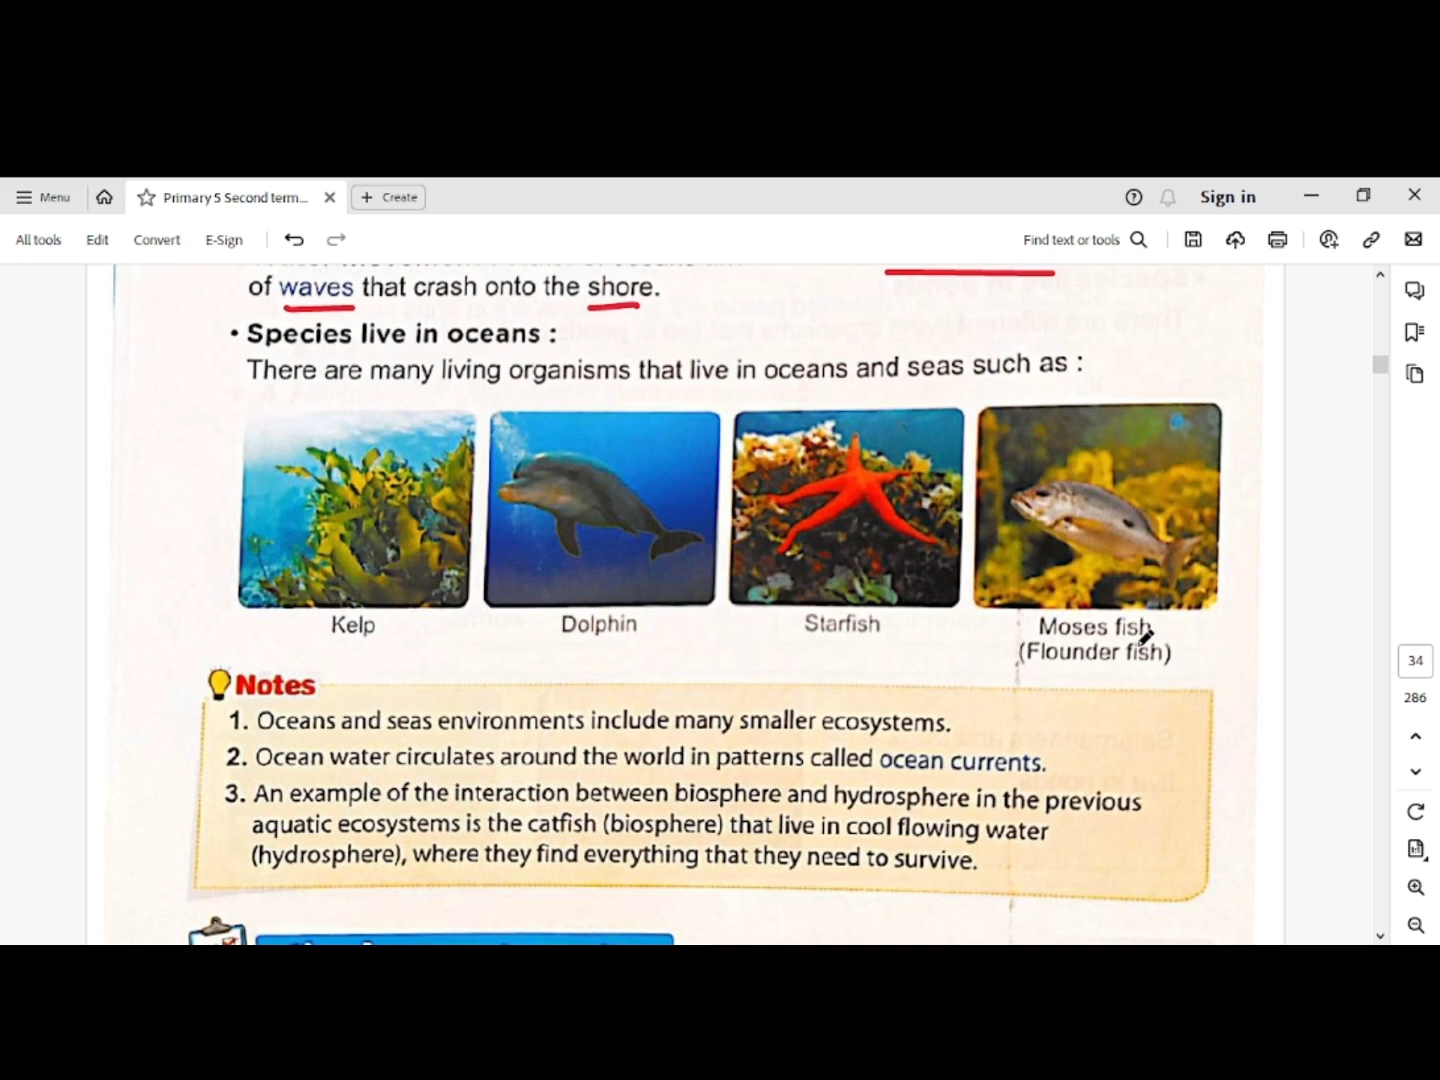 Menu
Primary 5 Second term...
Create
Sign in
All tools
Edit
Convert
E-Sign
Find text or tools
of waves that crash onto the shore.
• Species live in oceans :
There are many living organisms that live in oceans and seas such as :
Kelp
Dolphin
Starfish
Moses fish
(Flounder fish)
Notes
1. Oceans and seas environments include many smaller ecosystems.
2. Ocean water circulates around the world in patterns called ocean currents.
3. An example of the interaction between biosphere and hydrosphere in the previous
aquatic ecosystems is the catfish (biosphere) that live in cool flowing water
(hydrosphere), where they find everything that they need to survive.
34
286